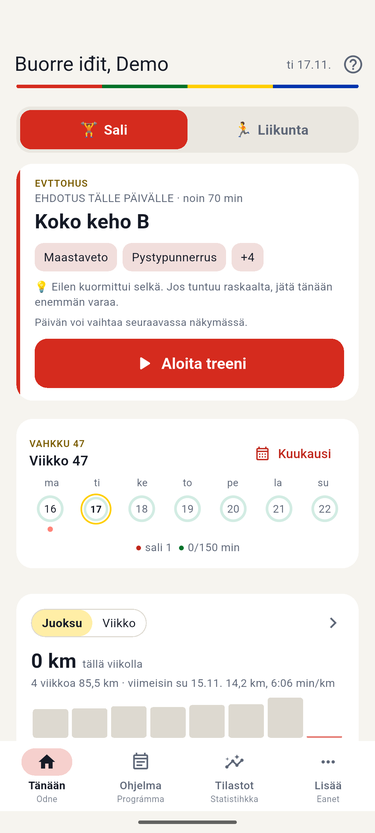 Buorre iđit, Demo
ti 17.11.
Sali
Liikunta
EVTTOHUS
EHDOTUS TÄLLE PÄIVÄLLE · noin 70 min
Koko keho B
Maastaveto
Pystypunnerrus
+4
Eilen kuormittui selkä. Jos tuntuu raskaalta, jätä tänään
enemmän varaa.
Päivän voi vaihtaa seuraavassa näkymässä.
Aloita treeni
VAHKKU 47
Viikko 47
Kuukausi
ma ti ke to pe la su
16 17 18 19 20 21 22
sali 1 0/150 min
Juoksu Viikko
0 km tällä viikolla
4 viikkoa 85,5 km · viimeisin su 15.11. 14,2 km, 6:06 min/km
Tänään Ohjelma Tilastot Lisää
Odne Prográmma Statistihkka Eanet